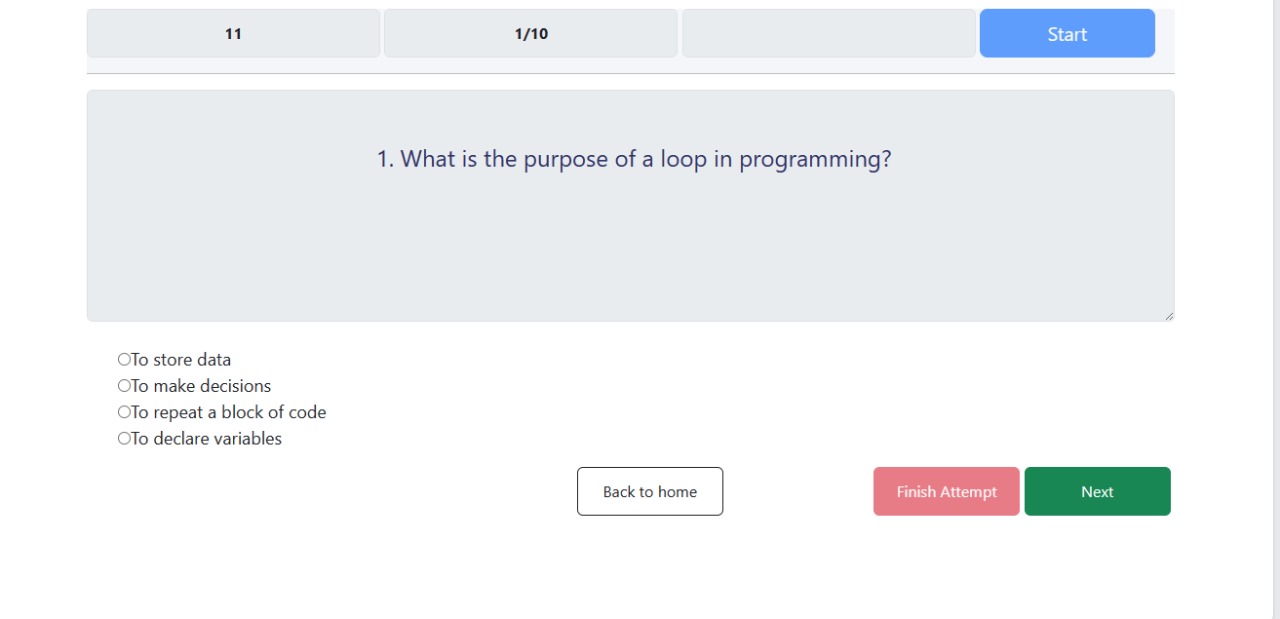 11
1/10
Start
1. What is the purpose of a loop in programming?
To store data
To make decisions
To repeat a block of code
To declare variables
Back to home
Finish Attempt
Next